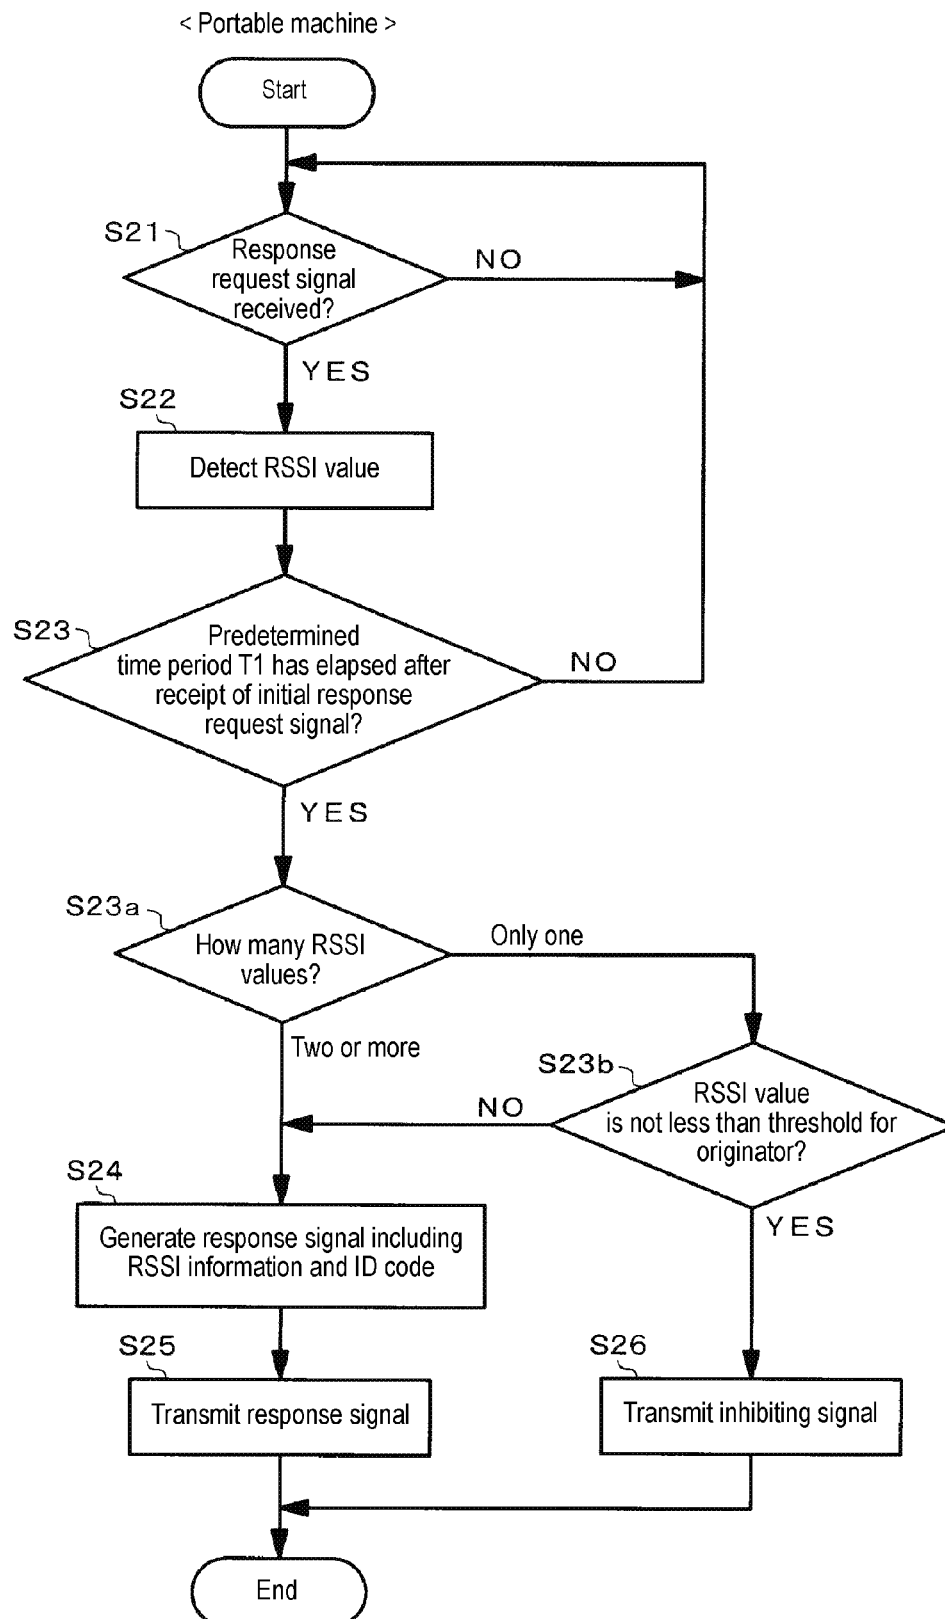 < Portable machine >
Start
S21
Response
request signal
received?
NO
YES
S22
Detect RSSI value
S23
Predetermined
time period T1 has elapsed after
receipt of initial response
request signal?
NO
YES
S23a
How many RSSI
values?
Only one
Two or more
S23b
RSSI value
is not less than threshold for
originator?
NO
YES
S24
Generate response signal including
RSSI information and ID code
S25
Transmit response signal
S26
Transmit inhibiting signal
End